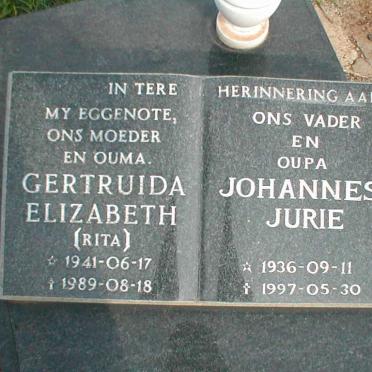 IN TERE HERINNERING AAN
MY EGGENOTE,
ONS MOEDER
EN OUMA.
GERTRUIDA
ELIZABETH
(RITA)
☆ 1941-06-17
† 1989-08-18
ONS VADER
EN
OUPA
JOHANNES
JURIE
☆ 1936-09-11
† 1997-05-30